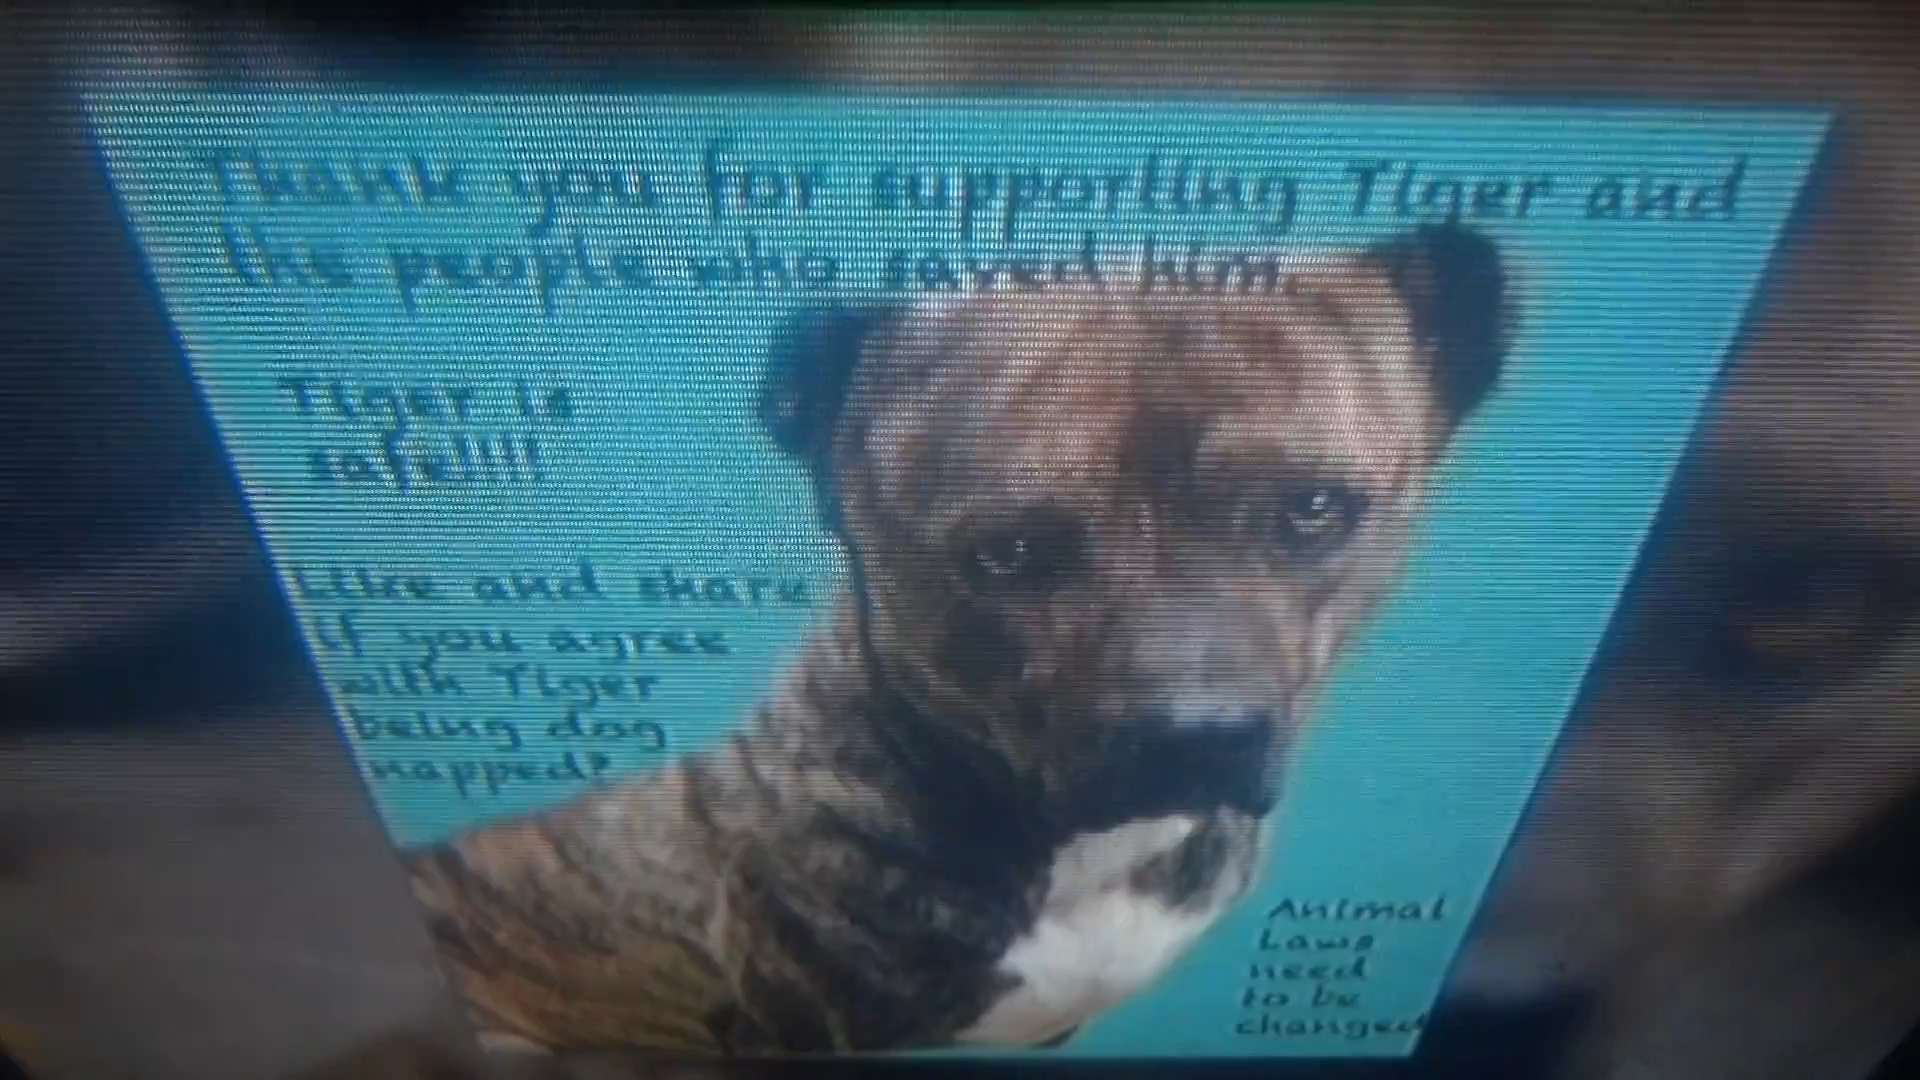 Thank you for supporting Tiger and
the people who saved him.
Tiger is
safe!!!!!
Like and share
if you agree
with Tiger
being dog
napped?
Animal
Laws
need
to be
changed